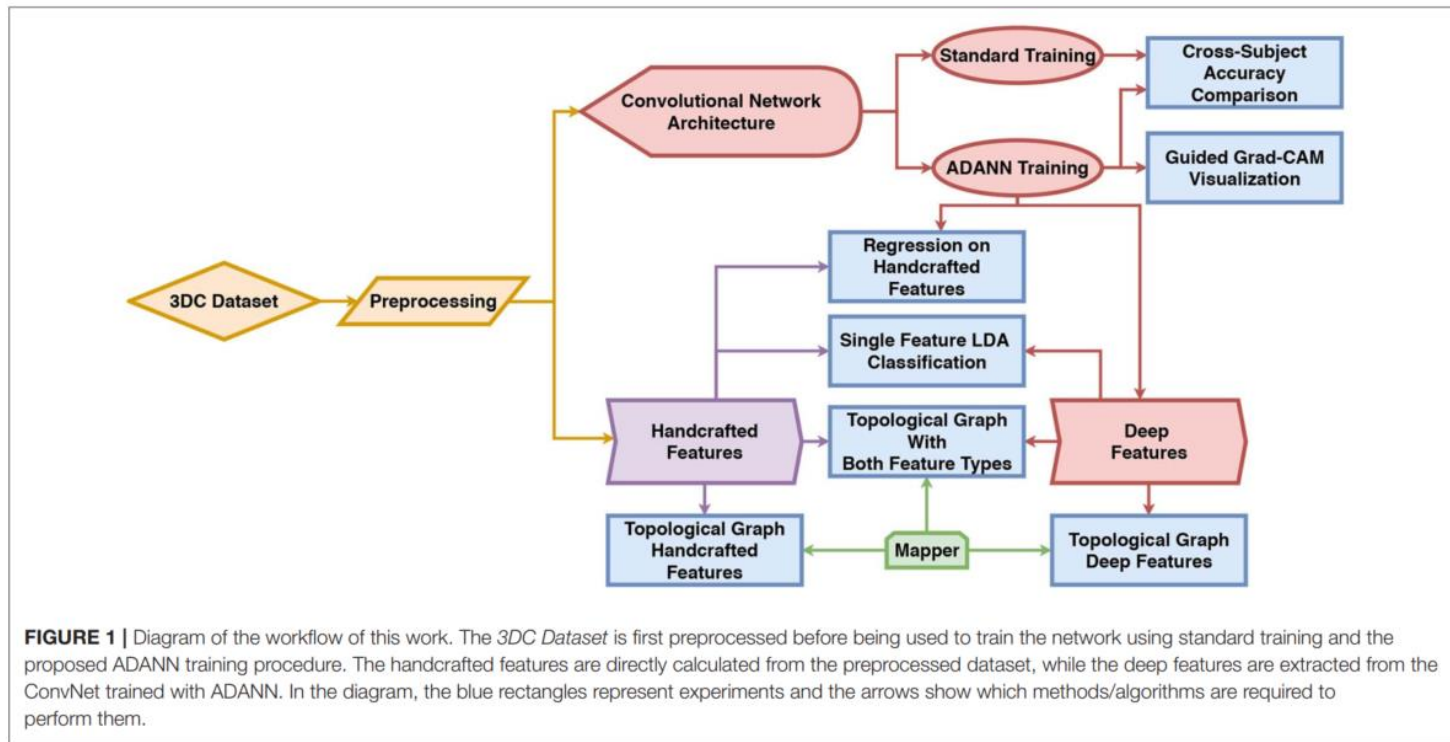 Standard Training
Cross-Subject
Accuracy
Comparison
Convolutional Network
Architecture
ADANN Training
Guided Grad-CAM
Visualization
Regression on
Handcrafted
Features
3DC Dataset
Preprocessing
Single Feature LDA
Classification
Handcrafted
Features
Topological Graph
With
Both Feature Types
Deep
Features
Topological Graph
Handcrafted
Features
Mapper
Topological Graph
Deep Features
FIGURE 1 | Diagram of the workflow of this work. The 3DC Dataset is first preprocessed before being used to train the network using standard training and the
proposed ADANN training procedure. The handcrafted features are directly calculated from the preprocessed dataset, while the deep features are extracted from the
ConvNet trained with ADANN. In the diagram, the blue rectangles represent experiments and the arrows show which methods/algorithms are required to
perform them.